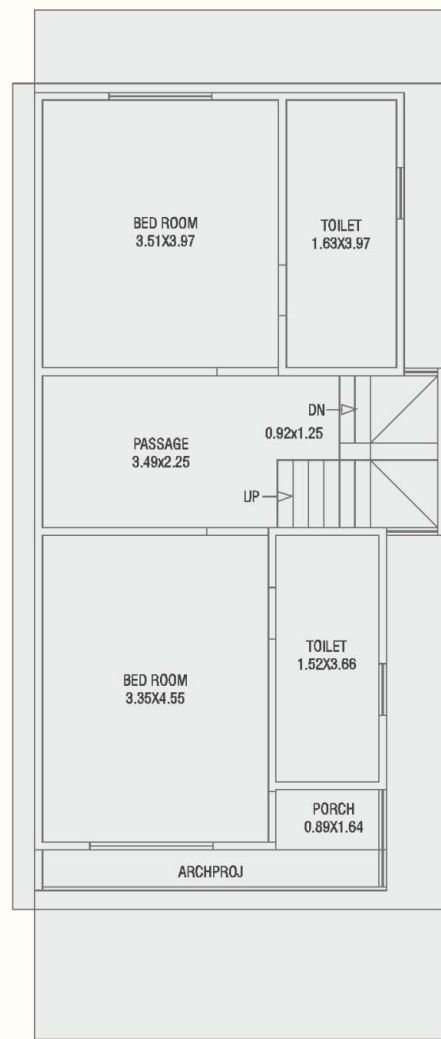 BED ROOM
3.51X3.97
TOILET
1.63X3.97
DN
0.92x1.25
PASSAGE
3.49x2.25
UP
BED ROOM
3.35X4.55
TOILET
1.52X3.66
PORCH
0.89X1.64
ARCHPROJ